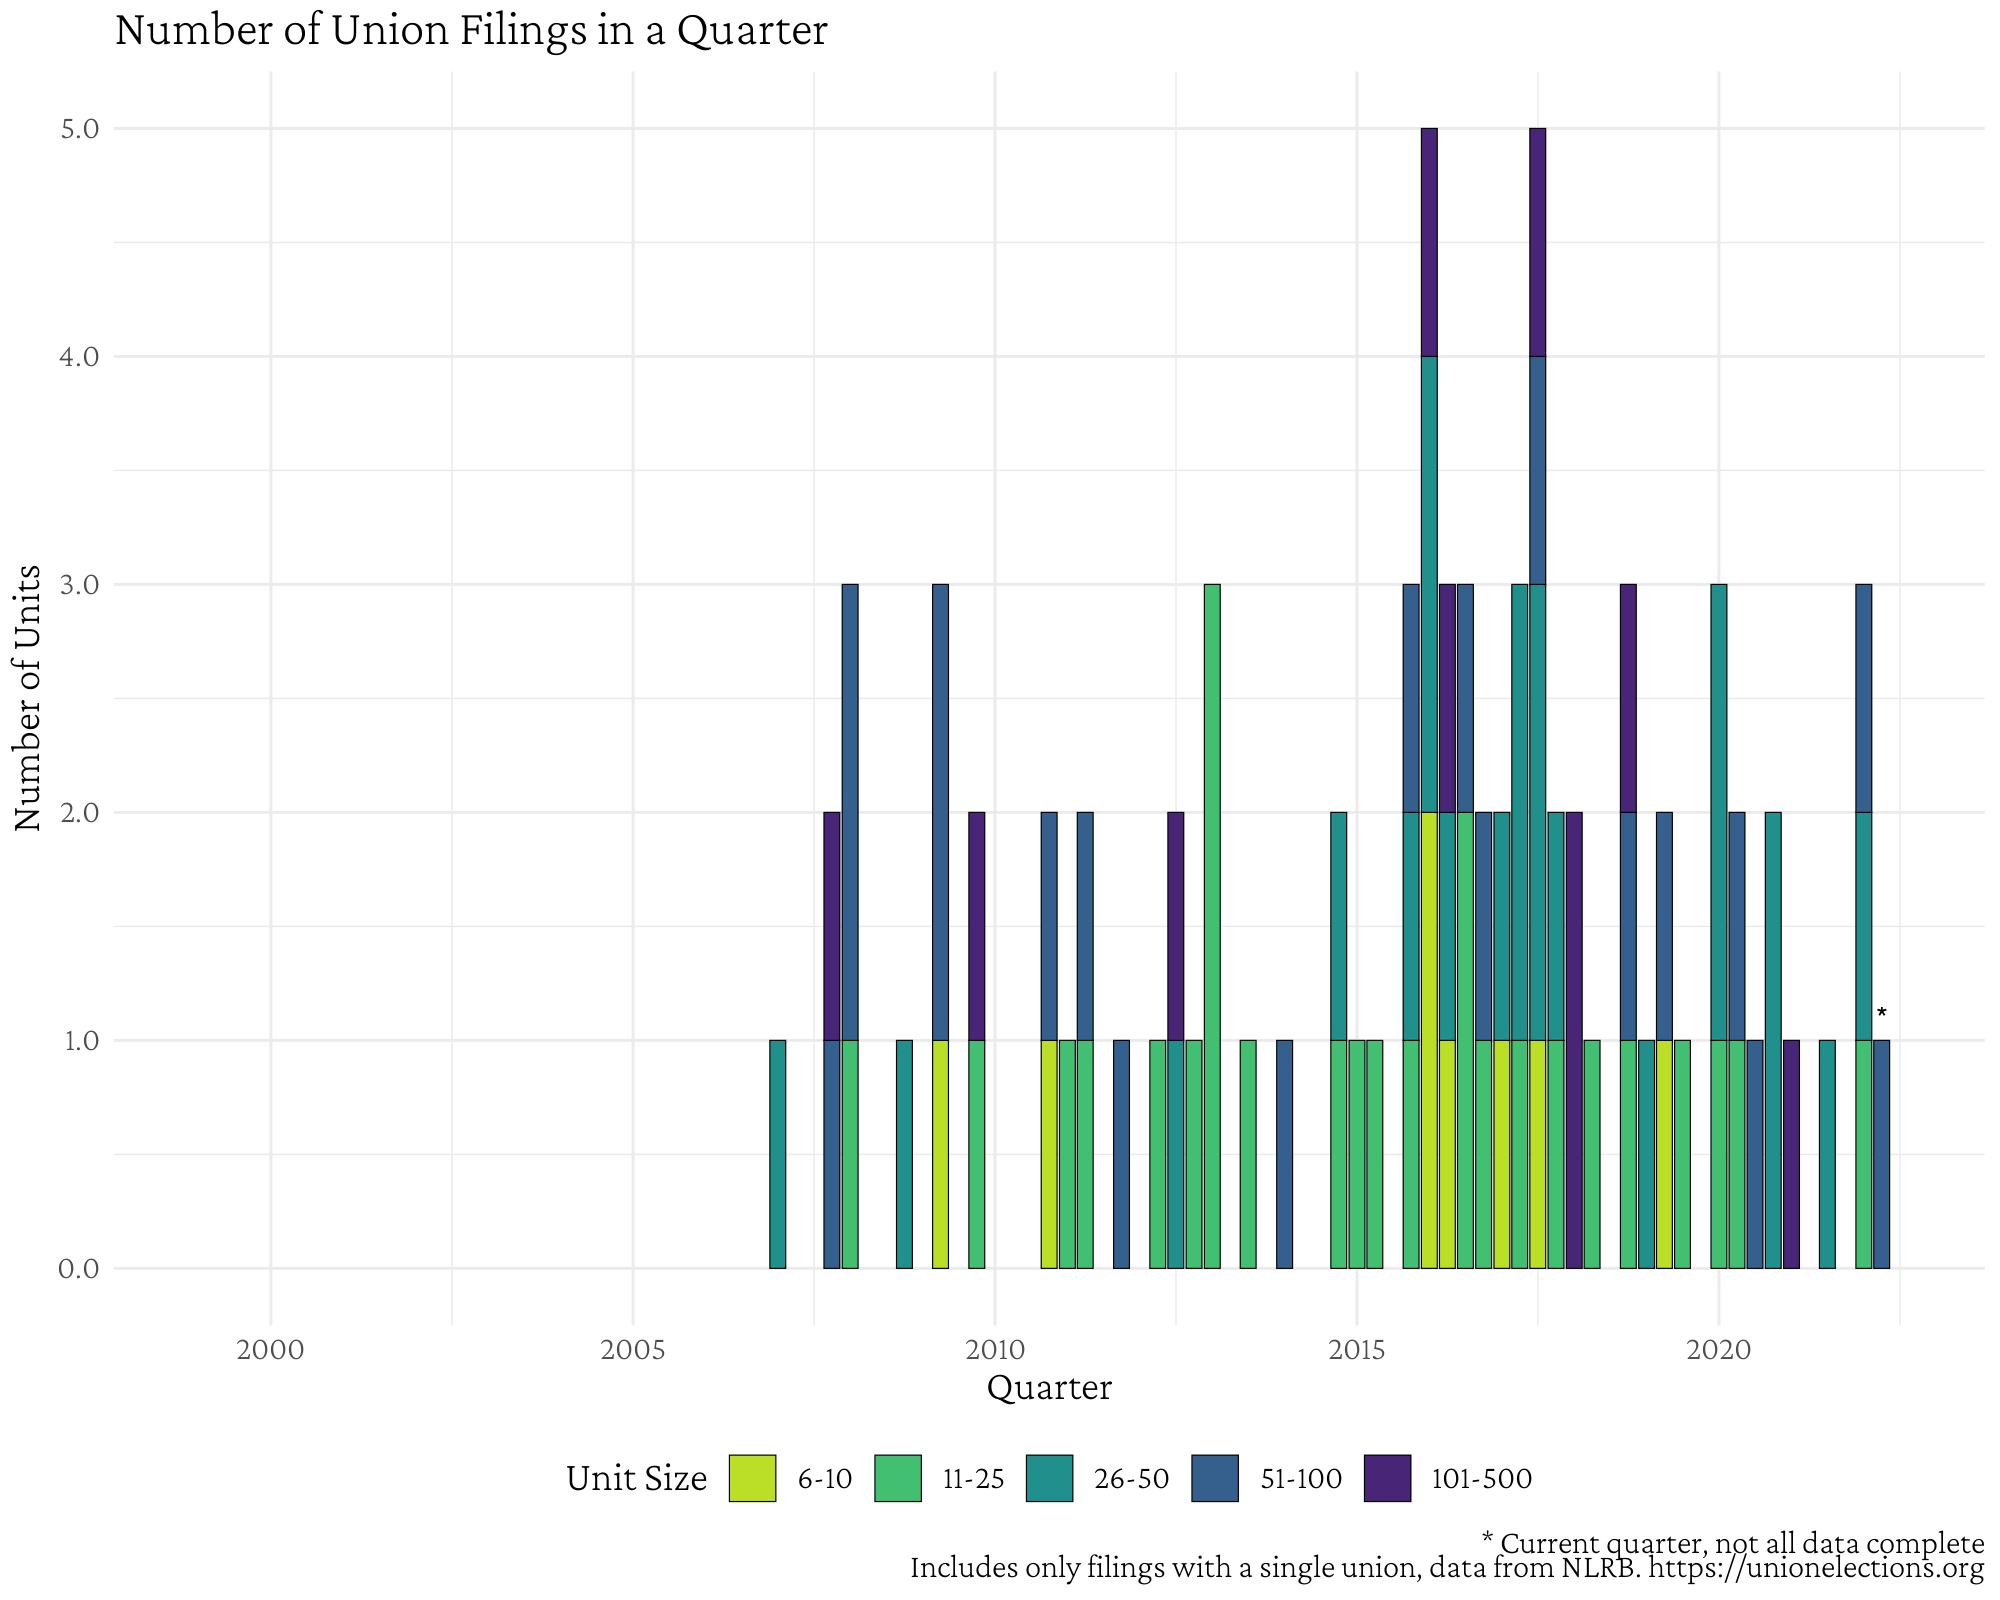 Number of Union Filings in a Quarter
Number of Units
5.0
4.0
3.0
2.0
1.0
0.0
*
2000 2005 2010 2015 2020
Quarter
Unit Size 6-10 11-25 26-50 51-100 101-500
* Current quarter, not all data complete
Includes only filings with a single union, data from NLRB. https://unionelections.org